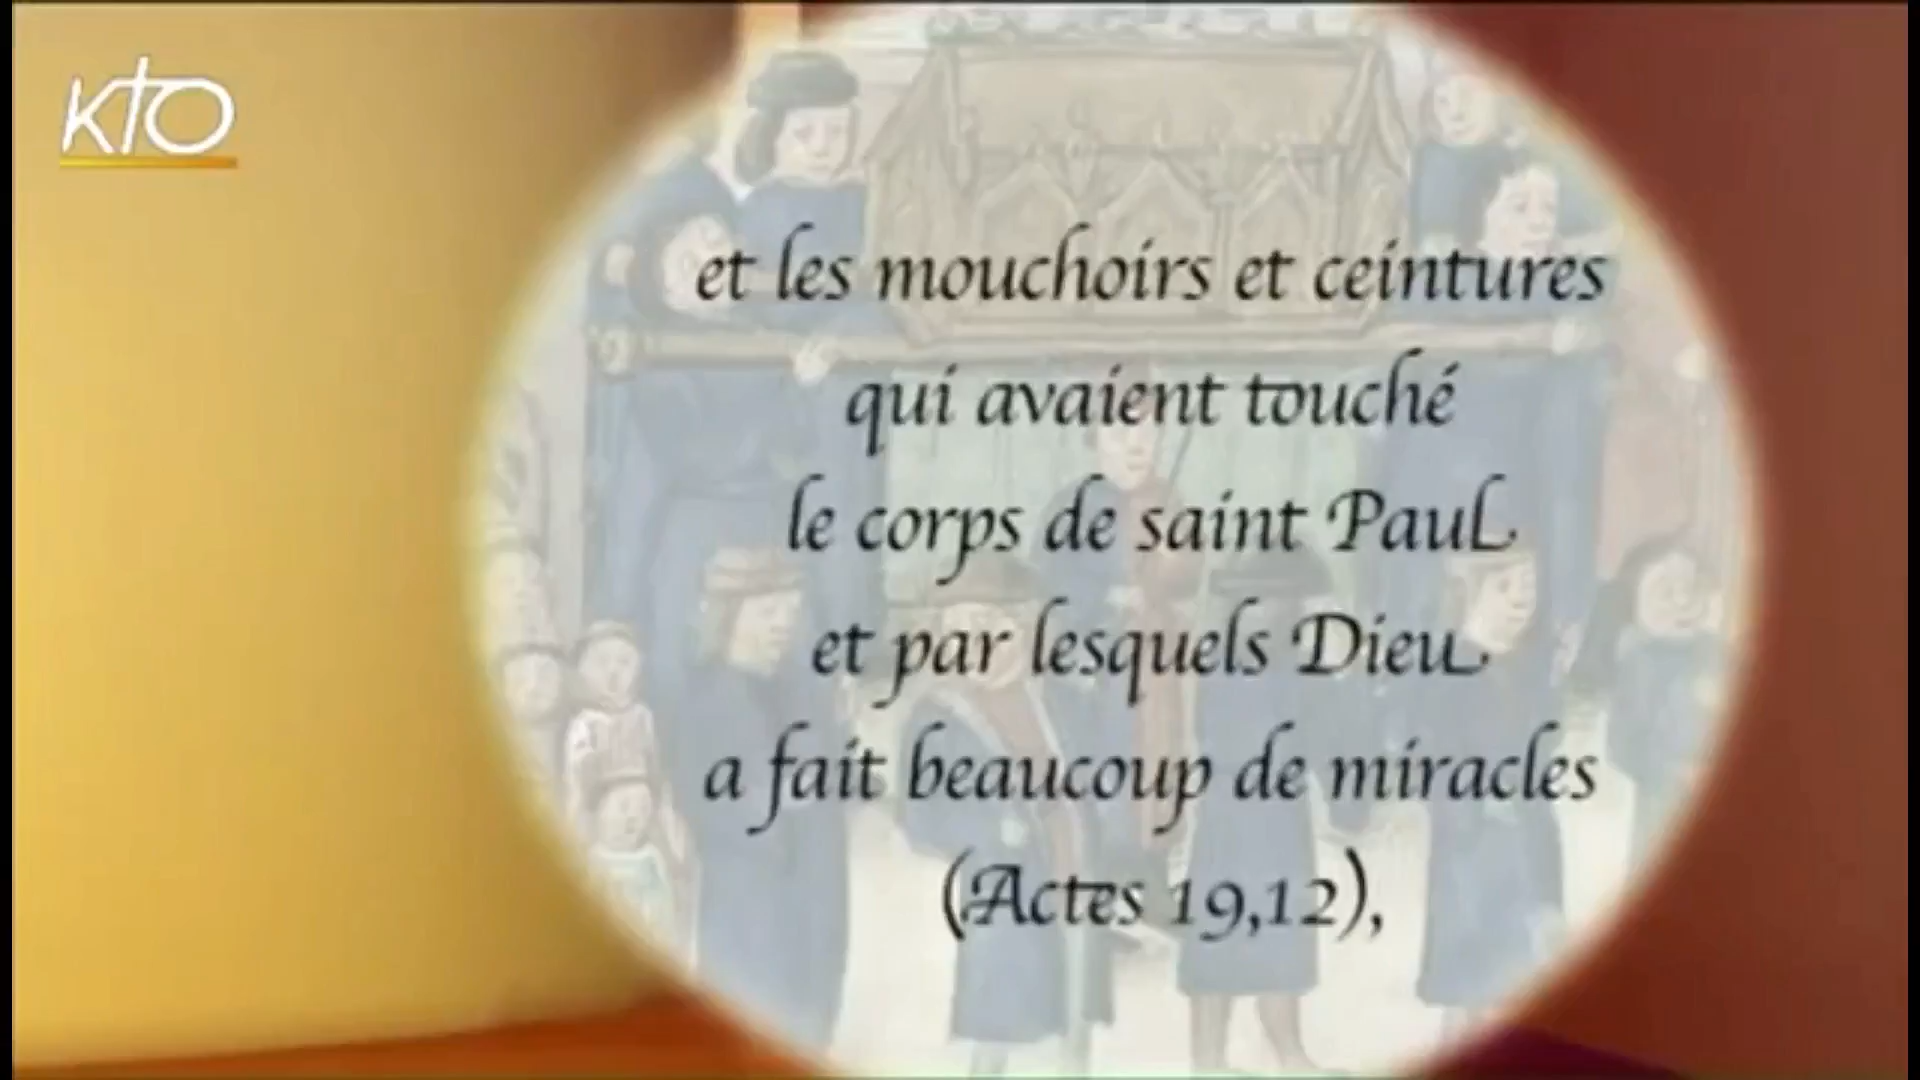 KTO
et les mouchoirs et ceintures
qui avaient touché
le corps de saint Paul
et par lesquels Dieu
a fait beaucoup de miracles
(Actes 19,12),